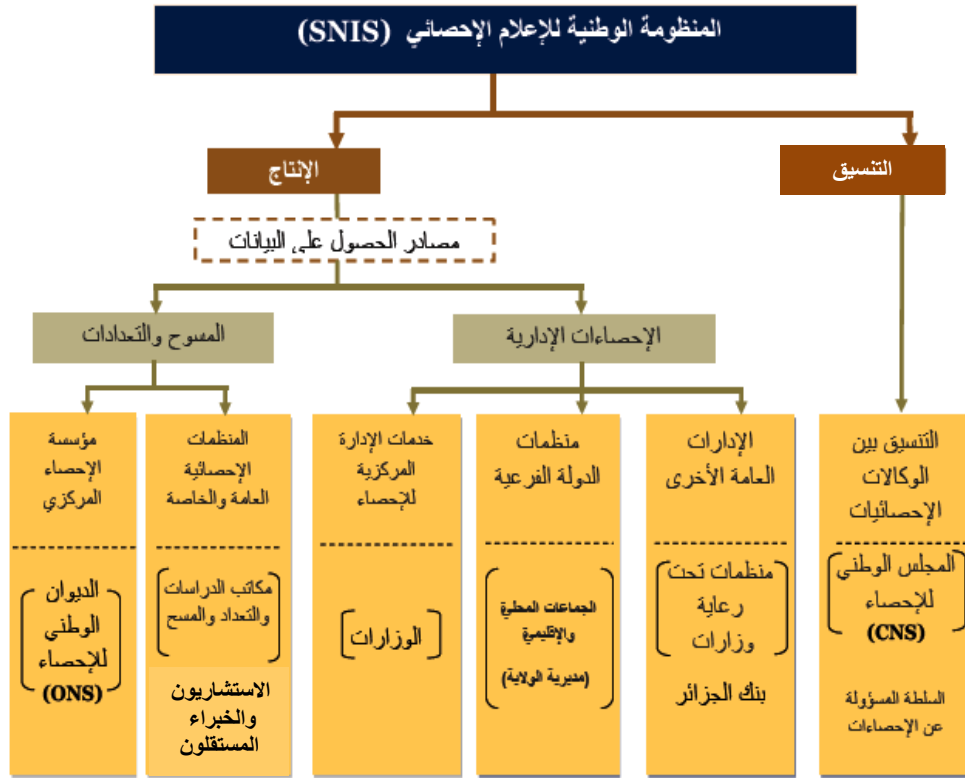 المنظومة الوطنية للإعلام الإحصائي (SNIS)
التنسيق
الإنتاج
مصادر الحصول على البيانات
الإحصاءات الإدارية
المسوح والتعدادات
التنسيق بين
الوكالات
الإحصائيات
المجلس الوطني
للإحصاء
(CNS)
السلطة المسؤولة
عن الإحصاءات
الإدارات
العامة الأخرى
منظمات تحت
رعاية
وزارات
بنك الجزائر
منظمات
الدولة الفرعية
الجماعات المحلية
والإقليمية
(مديرية الولاية)
خدمات الإدارة
المركزية
للإحصاء
الوزارات
المنظمات
الإحصائية
العامة والخاصة
مكاتب الدراسات
والتعداد والمسح
الاستشاريون
والخبراء
المستقلون
مؤسسة
الإحصاء
المركزي
الديوان
الوطني
للإحصاء
(ONS)